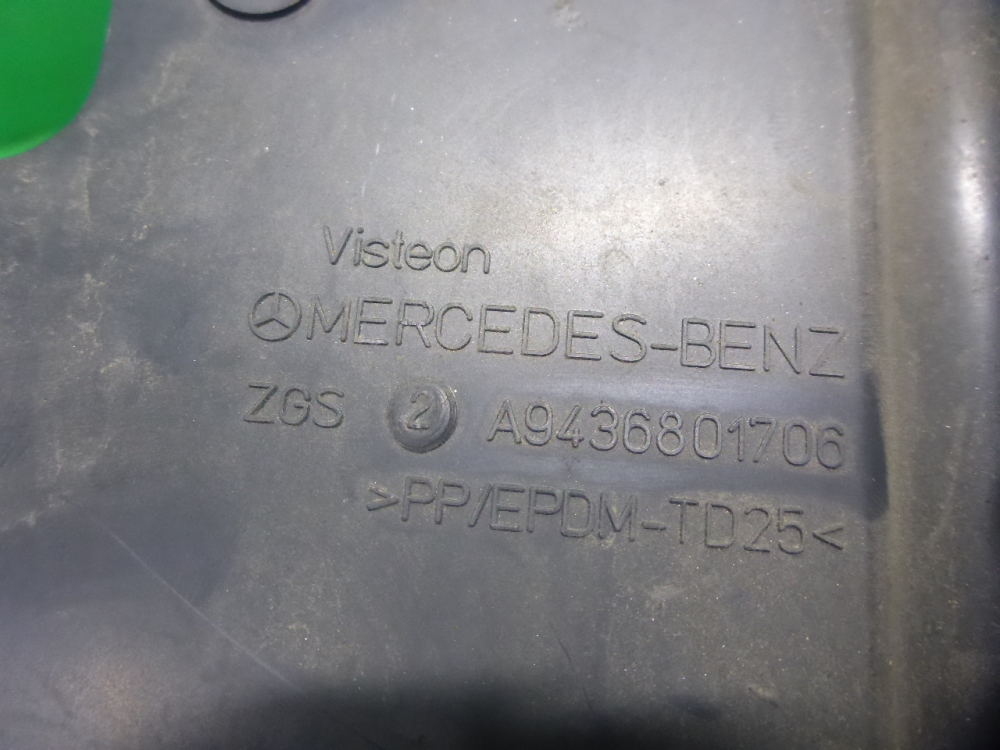 Visteon
MERCEDES-BENZ
ZGS 2 A9436801706
>PP/EPDM-TD25<